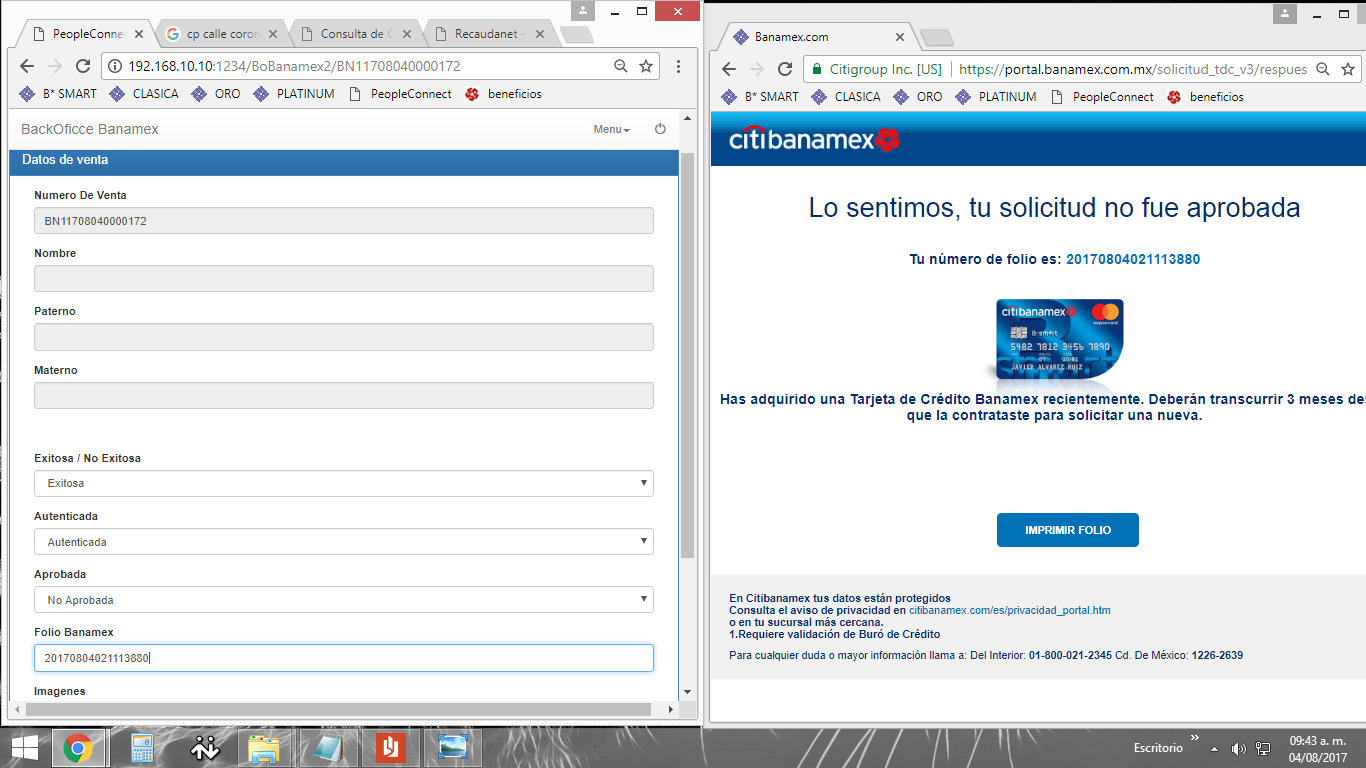 PeopleConne
cp calle coror
Consulta de C
Recaudanet -
192.168.10.10:1234/BoBanamex2/BN11708040000172
B* SMART
CLASICA
ORO
PLATINUM
PeopleConnect
beneficios
BackOficce Banamex
Menu
Datos de venta
Numero De Venta
BN11708040000172
Nombre
Paterno
Materno
Exitosa / No Exitosa
Exitosa
Autenticada
Autenticada
Aprobada
No Aprobada
Folio Banamex
20170804021113880
Imagenes
Banamex.com
Citigroup Inc. [US]
https://portal.banamex.com.mx/solicitud_tdc_v3/respues
B* SMART
CLASICA
ORO
PLATINUM
PeopleConnect
beneficios
citibanamex
Lo sentimos, tu solicitud no fue aprobada
Tu número de folio es: 20170804021113880
citibanamex
mastercard
B·smart
5482 7812 3456 7890
10/21
JAVIER ALVAREZ RUIZ
Has adquirido una Tarjeta de Crédito Banamex recientemente. Deberán transcurrir 3 meses des
que la contrataste para solicitar una nueva.
IMPRIMIR FOLIO
En Citibanamex tus datos están protegidos
Consulta el aviso de privacidad en citibanamex.com/es/privacidad_portal.htm
o en tu sucursal más cercana.
1.Requiere validación de Buró de Crédito
Para cualquier duda o mayor información llama a: Del Interior: 01-800-021-2345 Cd. De México: 1226-2639
Escritorio
09:43 a. m.
04/08/2017